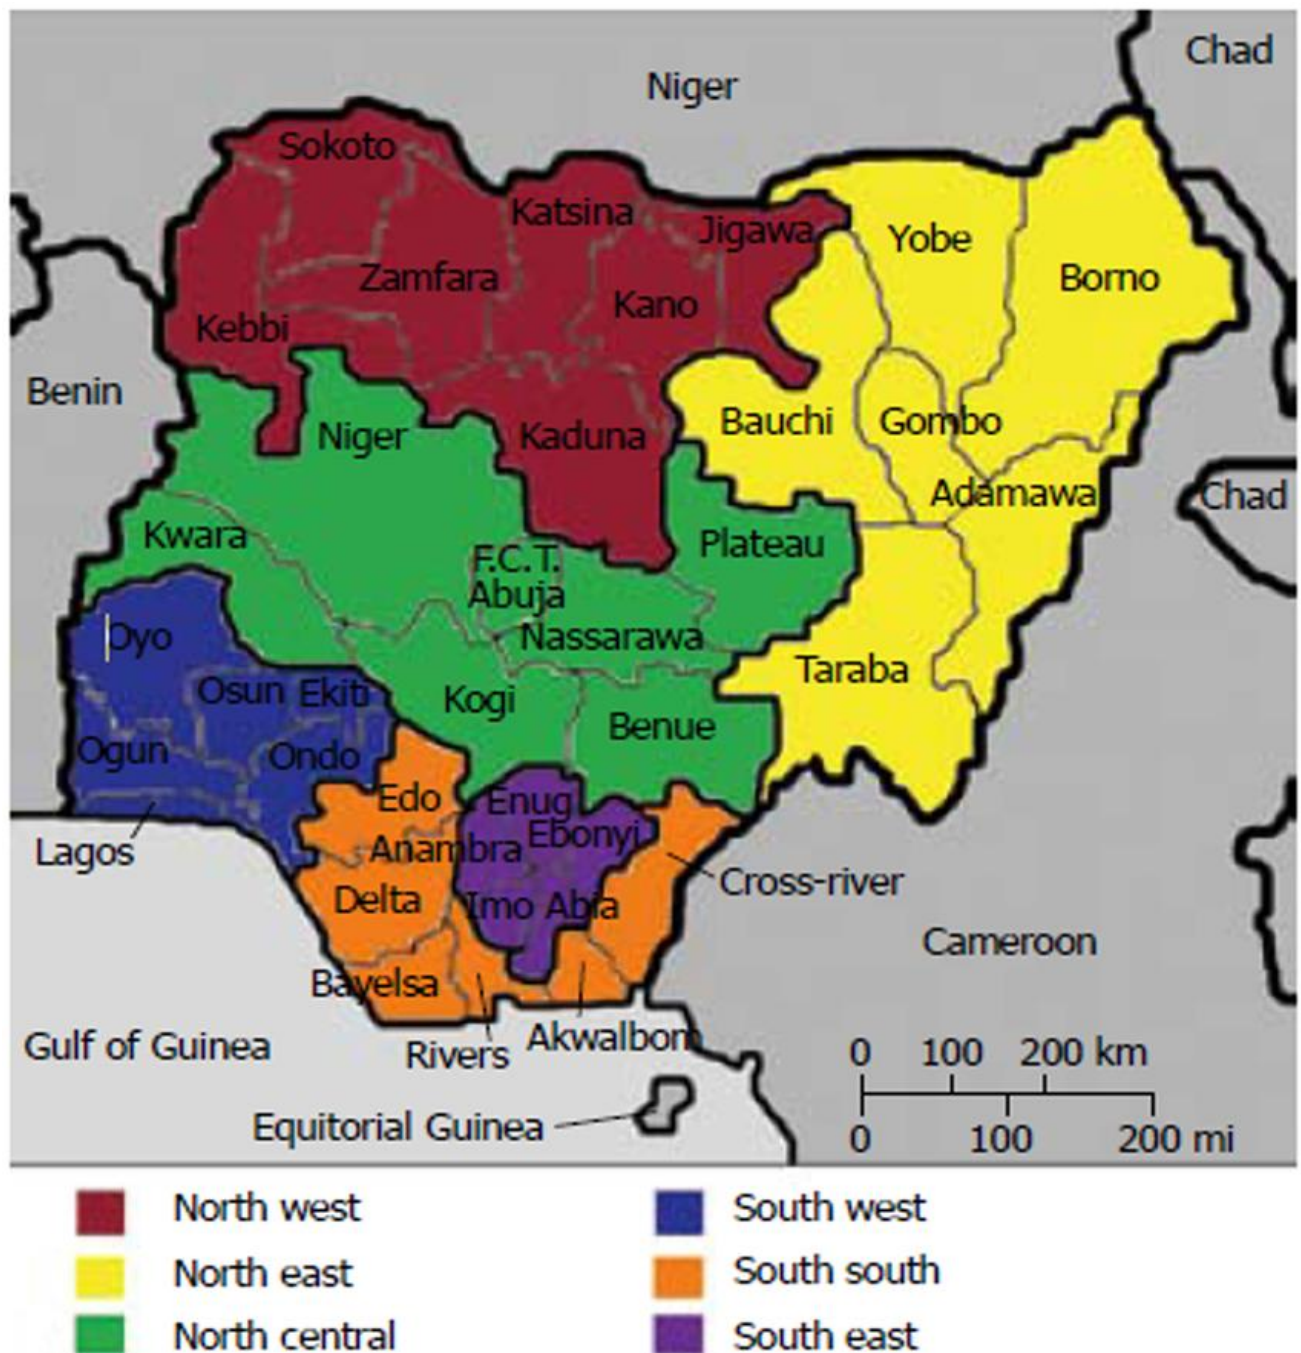 Chad
Niger
Sokoto
Katsina
Jigawa
Yobe
Borno
Zamfara
Kano
Kebbi
Benin
Niger
Kaduna
Bauchi
Gombo
Adamawa
Chad
Kwara
F.C.T.
Abuja
Plateau
Nassarawa
Oyo
Taraba
Osun
Ekiti
Kogi
Benue
Ogun
Ondo
Edo
Enug
Ebonyi
Lagos
Anambra
Cross-river
Delta
Imo
Abia
Cameroon
Bayelsa
Gulf of Guinea
Rivers
Akwalbom
Equitorial Guinea
0 100 200 km
0 100 200 mi
North west
North east
North central
South west
South south
South east